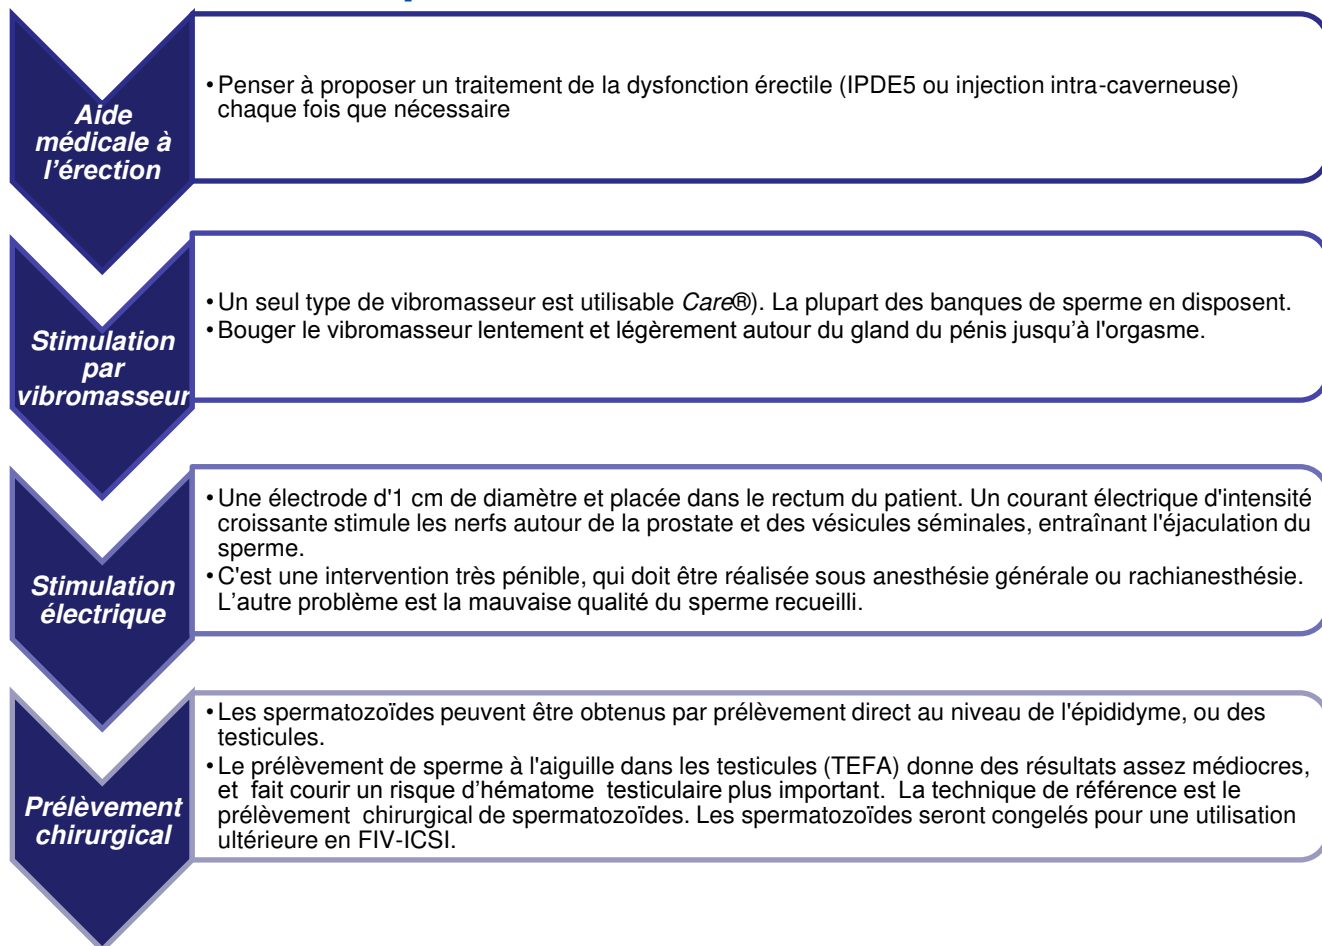 Aide
médicale à
l’érection
•Penser à proposer un traitement de la dysfonction érectile (IPDE5 ou injection intra-caverneuse)
chaque fois que nécessaire
Stimulation
par
vibromasseur
•Un seul type de vibromasseur est utilisable Care®). La plupart des banques de sperme en disposent.
•Bouger le vibromasseur lentement et légèrement autour du gland du pénis jusqu’à l'orgasme.
Stimulation
électrique
•Une électrode d'1 cm de diamètre et placée dans le rectum du patient. Un courant électrique d'intensité
croissante stimule les nerfs autour de la prostate et des vésicules séminales, entraînant l'éjaculation du
sperme.
•C'est une intervention très pénible, qui doit être réalisée sous anesthésie générale ou rachianesthésie.
L’autre problème est la mauvaise qualité du sperme recueilli.
Prélèvement
chirurgical
•Les spermatozoïdes peuvent être obtenus par prélèvement direct au niveau de l'épididyme, ou des
testicules.
•Le prélèvement de sperme à l'aiguille dans les testicules (TEFA) donne des résultats assez médiocres,
et fait courir un risque d’hématome testiculaire plus important. La technique de référence est le
prélèvement chirurgical de spermatozoïdes. Les spermatozoïdes seront congelés pour une utilisation
ultérieure en FIV-ICSI.